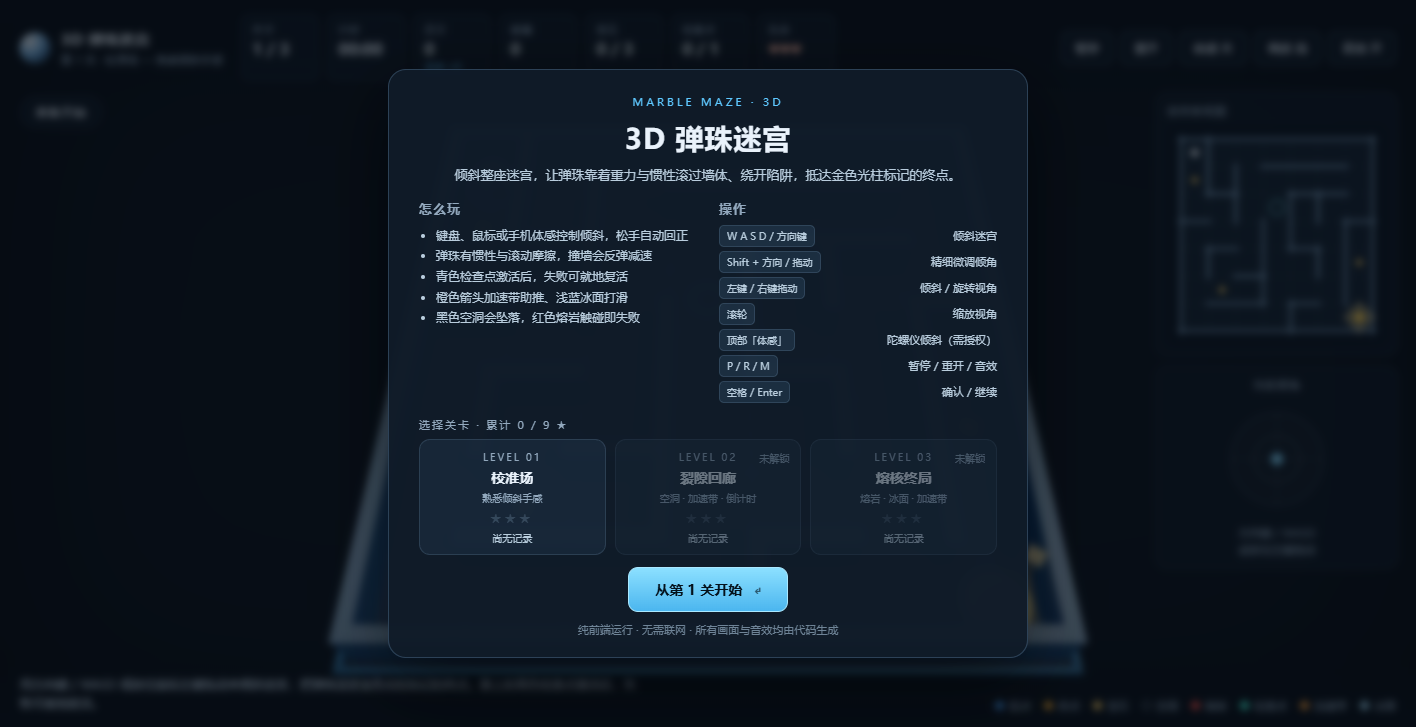 MARBLE MAZE · 3D
3D 弹珠迷宫
倾斜整座迷宫，让弹珠靠着重力与惯性滚过墙体、绕开陷阱，抵达金色光柱标记的终点。
怎么玩
• 键盘、鼠标或手机体感控制倾斜，松手自动回正
• 弹珠有惯性与滚动摩擦，撞墙会反弹减速
• 青色检查点激活后，失败可就地复活
• 橙色箭头加速带助推、浅蓝冰面打滑
• 黑色空洞会坠落，红色熔岩触碰即失败
操作
W A S D / 方向键 倾斜迷宫
Shift + 方向 / 拖动 精细微调倾角
左键 / 右键拖动 倾斜 / 旋转视角
滚轮 缩放视角
顶部「体感」 陀螺仪倾斜（需授权）
P / R / M 暂停 / 重开 / 音效
空格 / Enter 确认 / 继续
选择关卡 · 累计 0 / 9 ★
LEVEL 01
校准场
熟悉倾斜手感
★★★
尚无记录
LEVEL 02 未解锁
裂隙回廊
空洞 · 加速带 · 倒计时
★★★
尚无记录
LEVEL 03 未解锁
熔核终局
熔岩 · 冰面 · 加速带
★★★
尚无记录
从第 1 关开始 ↵
纯前端运行 · 无需联网 · 所有画面与音效均由代码生成